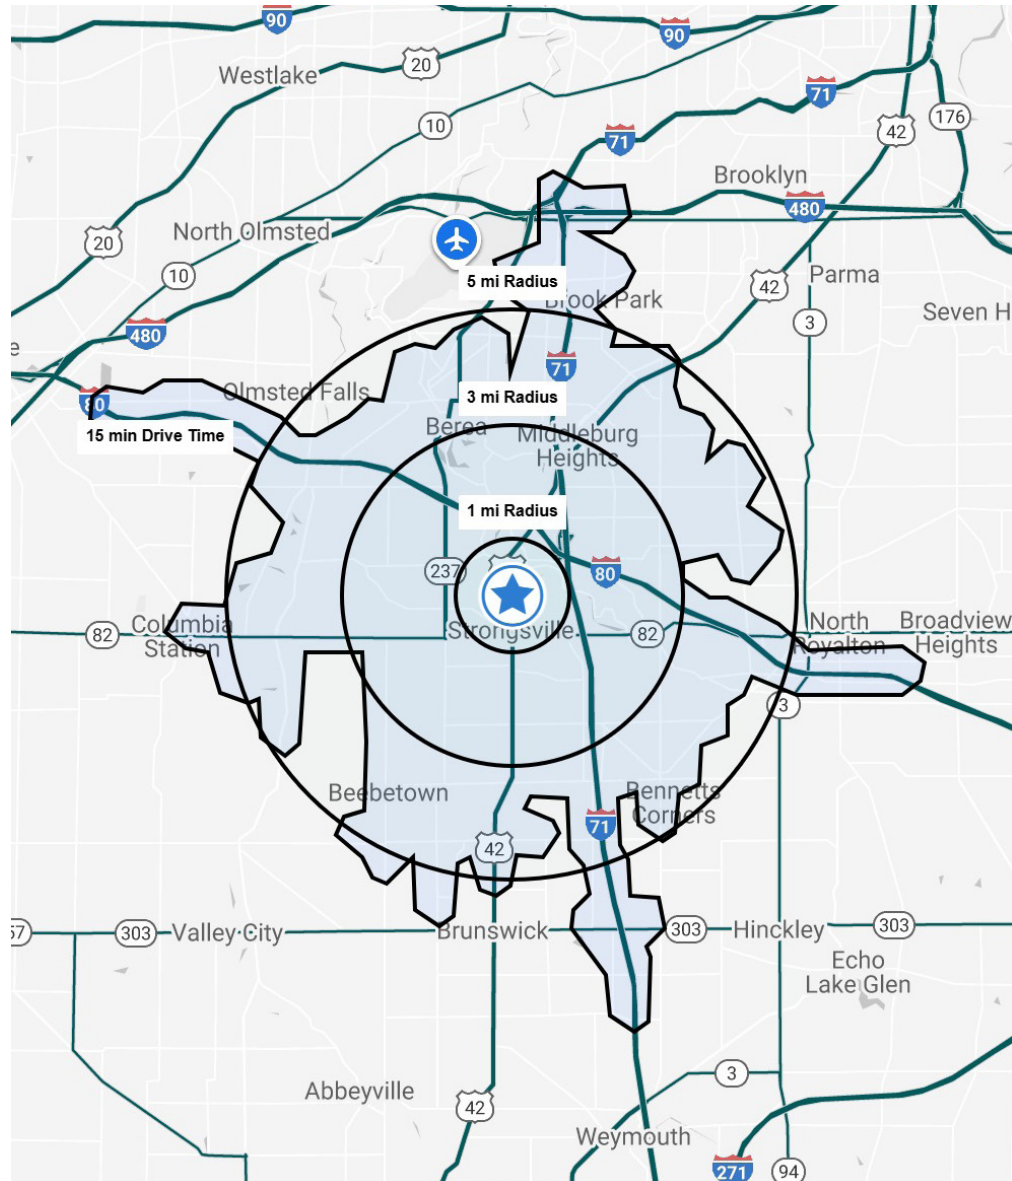 90
90
20
Westlake
71
10
71
42
176
Brooklyn
480
20
North Olmsted
10
5 mi Radius
Parma
42
Brook Park
Seven H
3
480
e
71
Olmsted Falls
80
3 mi Radius
15 min Drive Time
Berea
Middleburg
Heights
1 mi Radius
237
80
82
Columbia
Station
Strongsville
82
North
Royalton
Broadview
Heights
3
Beebetown
Bennetts
Corners
71
42
57
303
Valley City
Brunswick
303
Hinckley
303
Echo
Lake Glen
Abbeyville
3
42
Weymouth
271
94